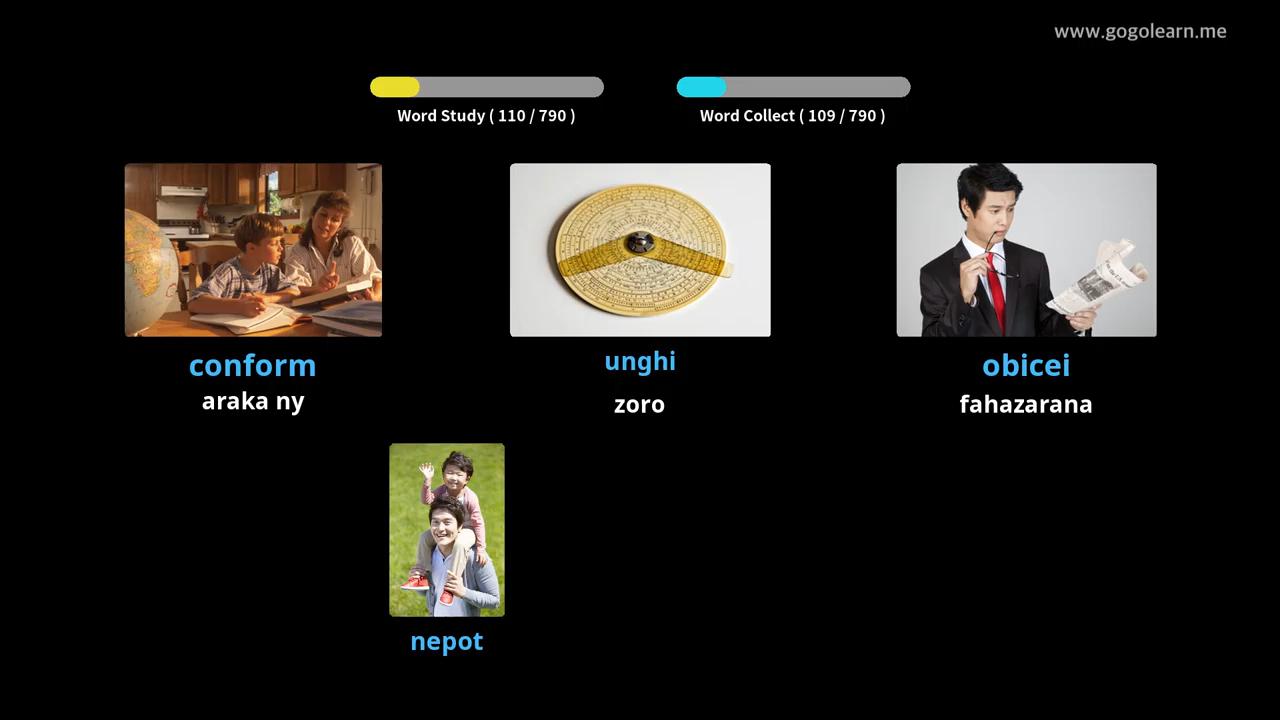 www.gogolearn.me
Word Study ( 110 / 790 )
Word Collect ( 109 / 790 )
conform
araka ny
unghi
zoro
obicei
fahazarana
nepot